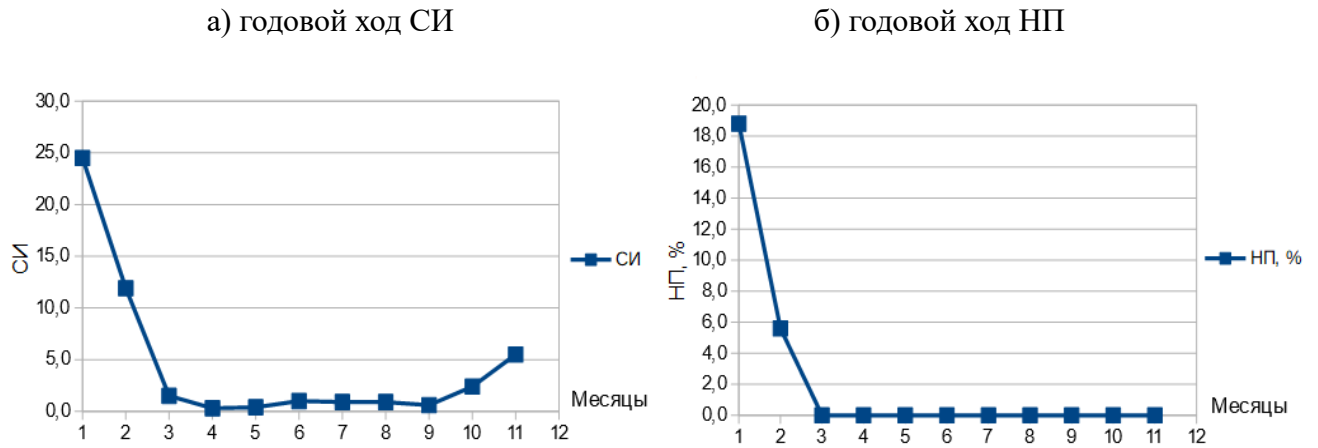 а) годовой ход СИ
б) годовой ход НП
30,0
25,0
20,0
15,0
10,0
5,0
0,0
СИ
1 2 3 4 5 6 7 8 9 10 11 12
Месяцы
СИ
20,0
18,0
16,0
14,0
12,0
10,0
8,0
6,0
4,0
2,0
0,0
НП, %
1 2 3 4 5 6 7 8 9 10 11 12
Месяцы
НП, %